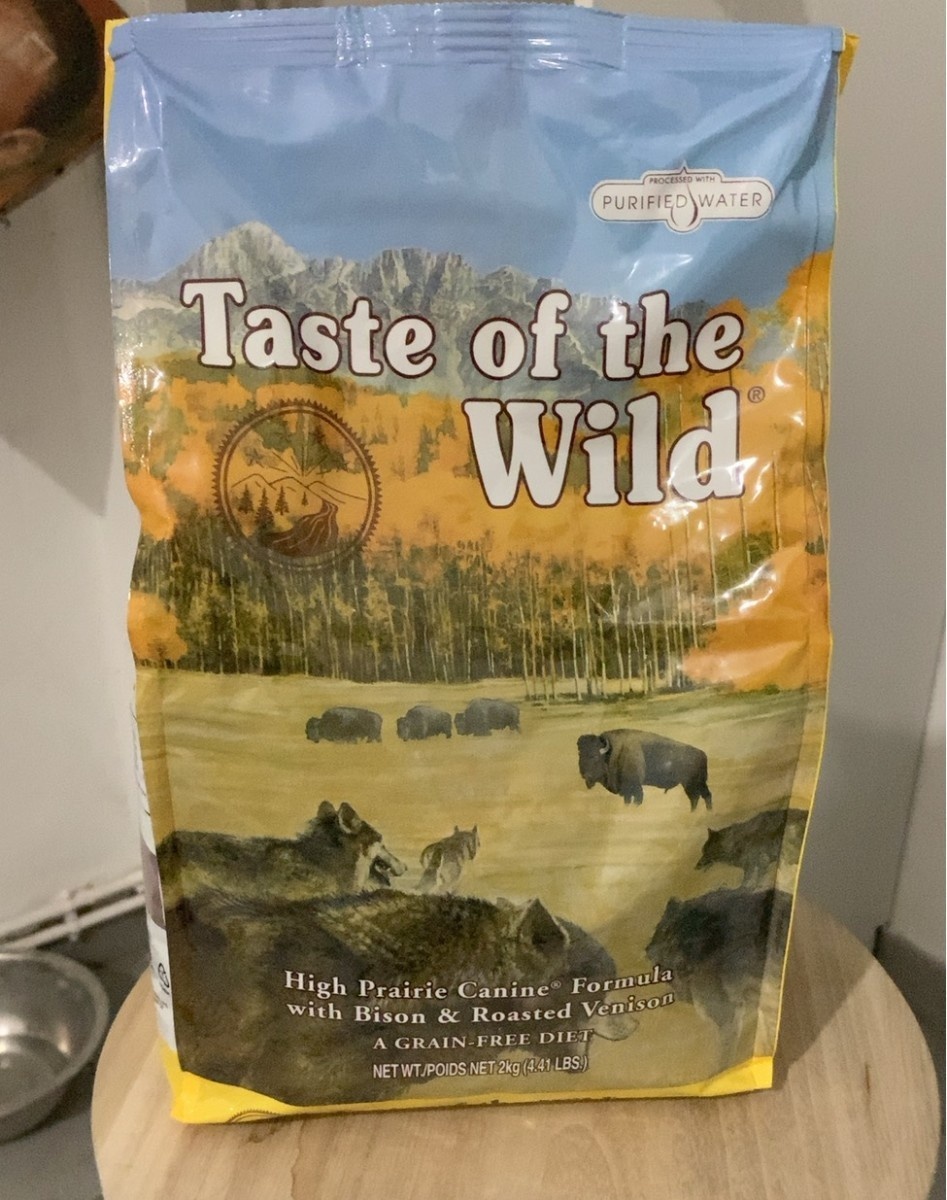 PROCESSED WITH
PURIFIED WATER
Taste of the
Wild®
High Prairie Canine® Formula
with Bison & Roasted Venison
A GRAIN-FREE DIET
NET WT./POIDS NET 2kg (4.41 LBS.)